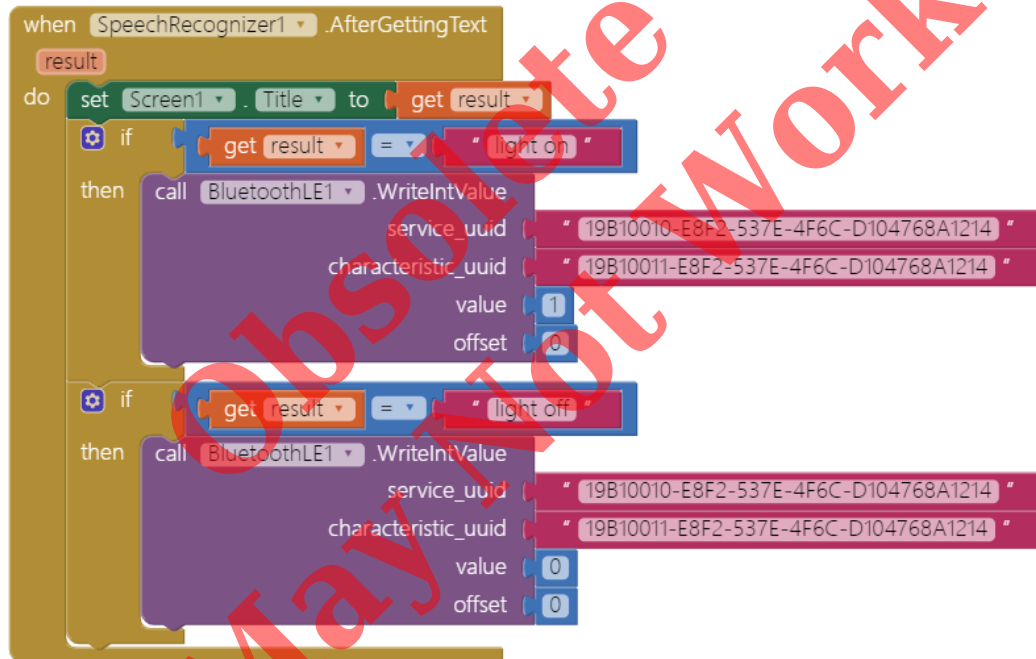 when SpeechRecognizer1 .AfterGettingText
result
do set Screen1 . Title to get result
if get result = " light on "
then call BluetoothLE1 .WriteIntValue
service_uuid " 19B10010-E8F2-537E-4F6C-D104768A1214 "
characteristic_uuid " 19B10011-E8F2-537E-4F6C-D104768A1214 "
value 1
offset 0
if get result = " light off "
then call BluetoothLE1 .WriteIntValue
service_uuid " 19B10010-E8F2-537E-4F6C-D104768A1214 "
characteristic_uuid " 19B10011-E8F2-537E-4F6C-D104768A1214 "
value 0
offset 0
Obsolete
May Not Work